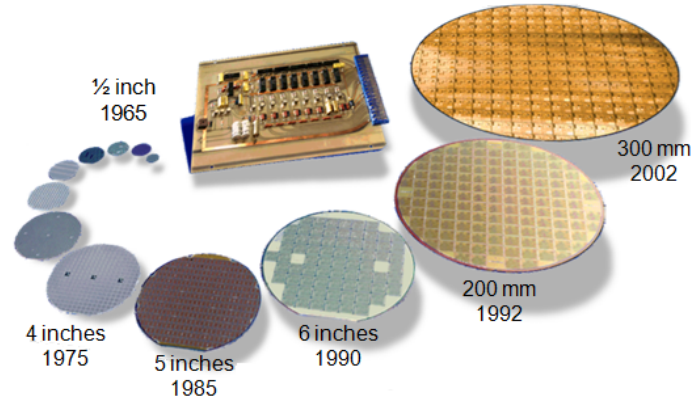 ½ inch
1965
4 inches
1975
5 inches
1985
6 inches
1990
200 mm
1992
300 mm
2002